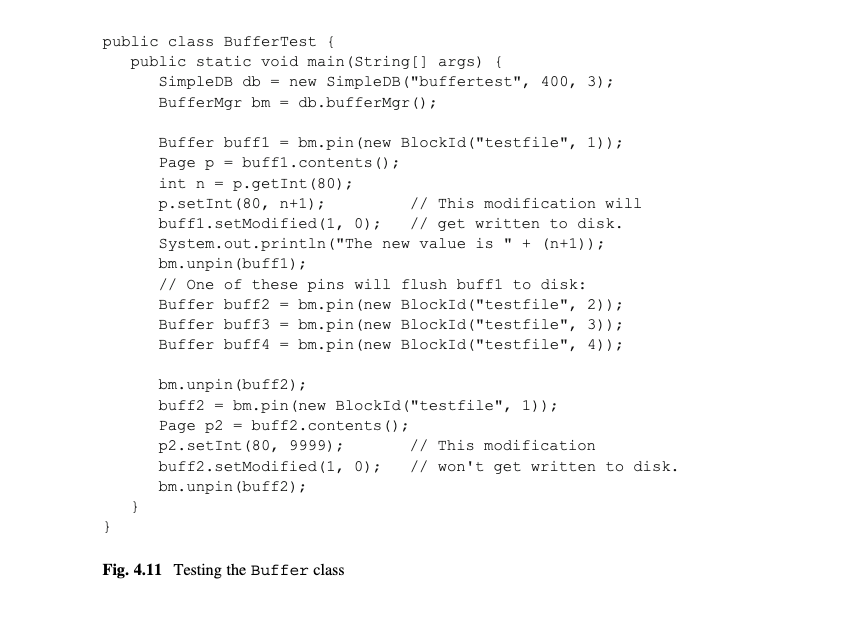 public class BufferTest {
   public static void main(String[] args) {
      SimpleDB db = new SimpleDB("buffertest", 400, 3);
      BufferMgr bm = db.bufferMgr();

      Buffer buff1 = bm.pin(new BlockId("testfile", 1));
      Page p = buff1.contents();
      int n = p.getInt(80);
      p.setInt(80, n+1);         // This modification will
      buff1.setModified(1, 0);   // get written to disk.
      System.out.println("The new value is " + (n+1));
      bm.unpin(buff1);
      // One of these pins will flush buff1 to disk:
      Buffer buff2 = bm.pin(new BlockId("testfile", 2));
      Buffer buff3 = bm.pin(new BlockId("testfile", 3));
      Buffer buff4 = bm.pin(new BlockId("testfile", 4));

      bm.unpin(buff2);
      buff2 = bm.pin(new BlockId("testfile", 1));
      Page p2 = buff2.contents();
      p2.setInt(80, 9999);       // This modification
      buff2.setModified(1, 0);   // won't get written to disk.
      bm.unpin(buff2);
   }
}
Fig. 4.11 Testing the Buffer class